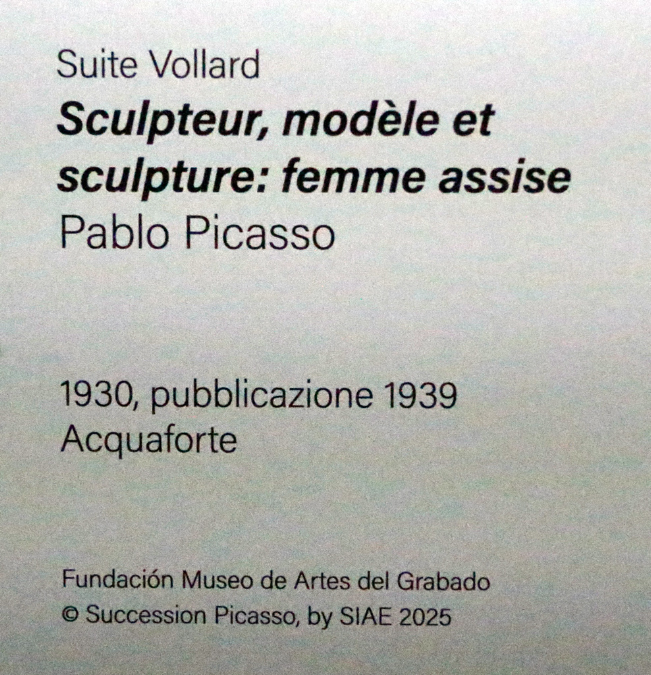 Suite Vollard
Sculpteur, modèle et
sculpture: femme assise
Pablo Picasso
1930, pubblicazione 1939
Acquaforte
Fundación Museo de Artes del Grabado
© Succession Picasso, by SIAE 2025